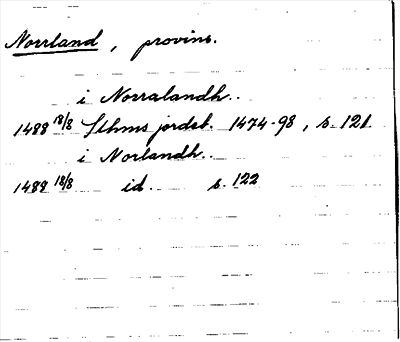 Norrland, provins.
i Norralandh..
1488 18/8 Sthms jordeb. 1474-98, s. 121
i Norlandh..
1488 18/8 id. s. 122